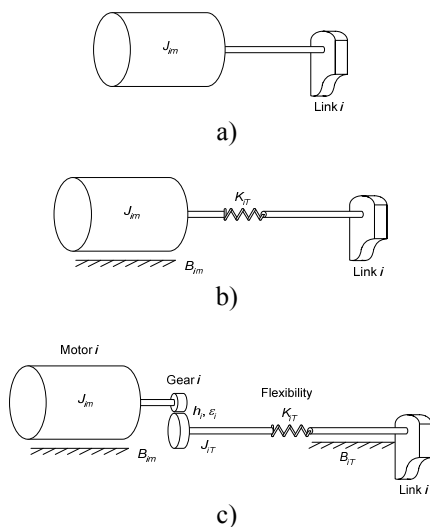 J_im
Link i
a)
K_iT
J_im
B_im
Link i
b)
Motor i
Gear i
Flexibility
J_im
h_i, ε_i
K_iT
B_im
J_iT
B_iT
Link i
c)